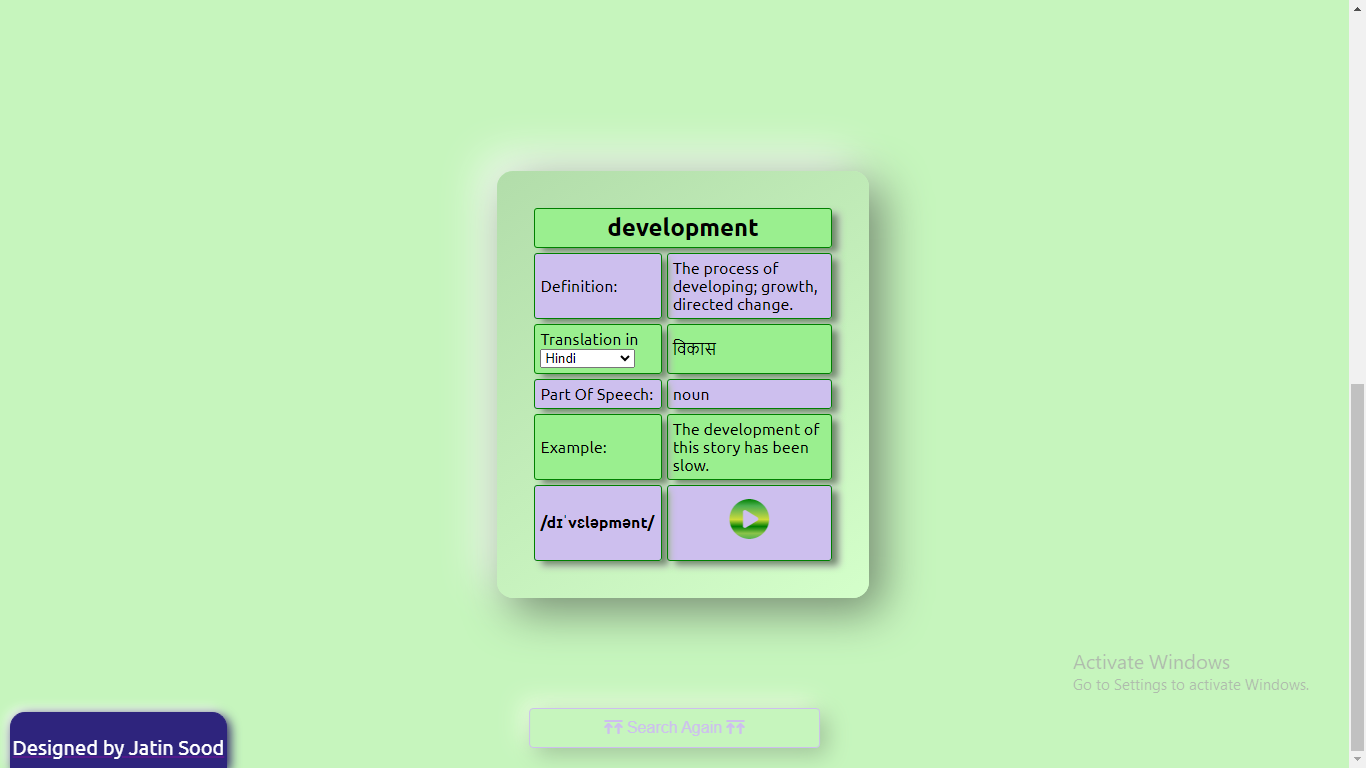 development
Definition:
The process of
developing; growth,
directed change.
Translation in
Hindi
विकास
Part Of Speech:
noun
Example:
The development of
this story has been
slow.
/dɪˈvɛləpmənt/
Activate Windows
Go to Settings to activate Windows.
Search Again
Designed by Jatin Sood